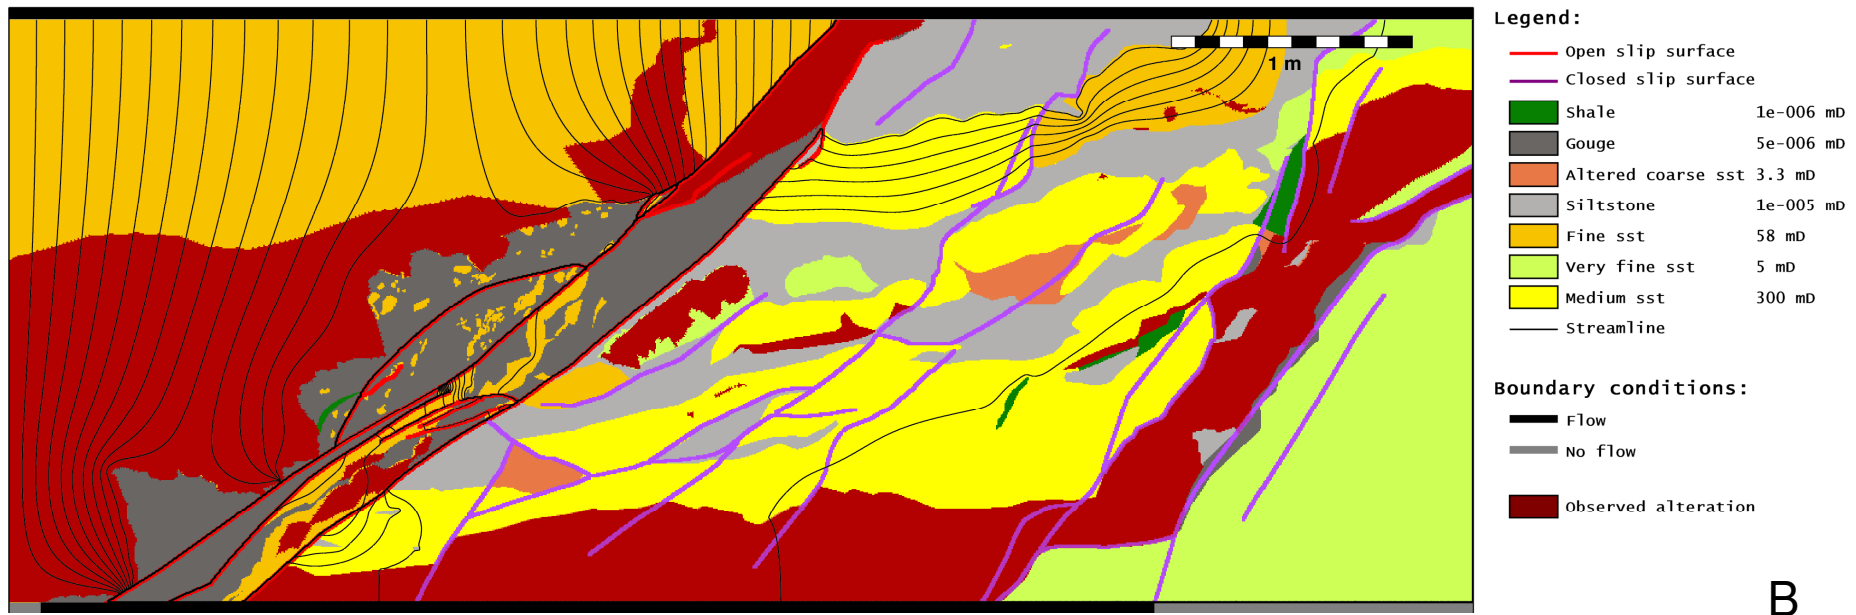 1 m
Legend:
Open slip surface
Closed slip surface
Shale 1e-006 mD
Gouge 5e-006 mD
Altered coarse sst 3.3 mD
Siltstone 1e-005 mD
Fine sst 58 mD
Very fine sst 5 mD
Medium sst 300 mD
Streamline
Boundary conditions:
Flow
No flow
Observed alteration
B